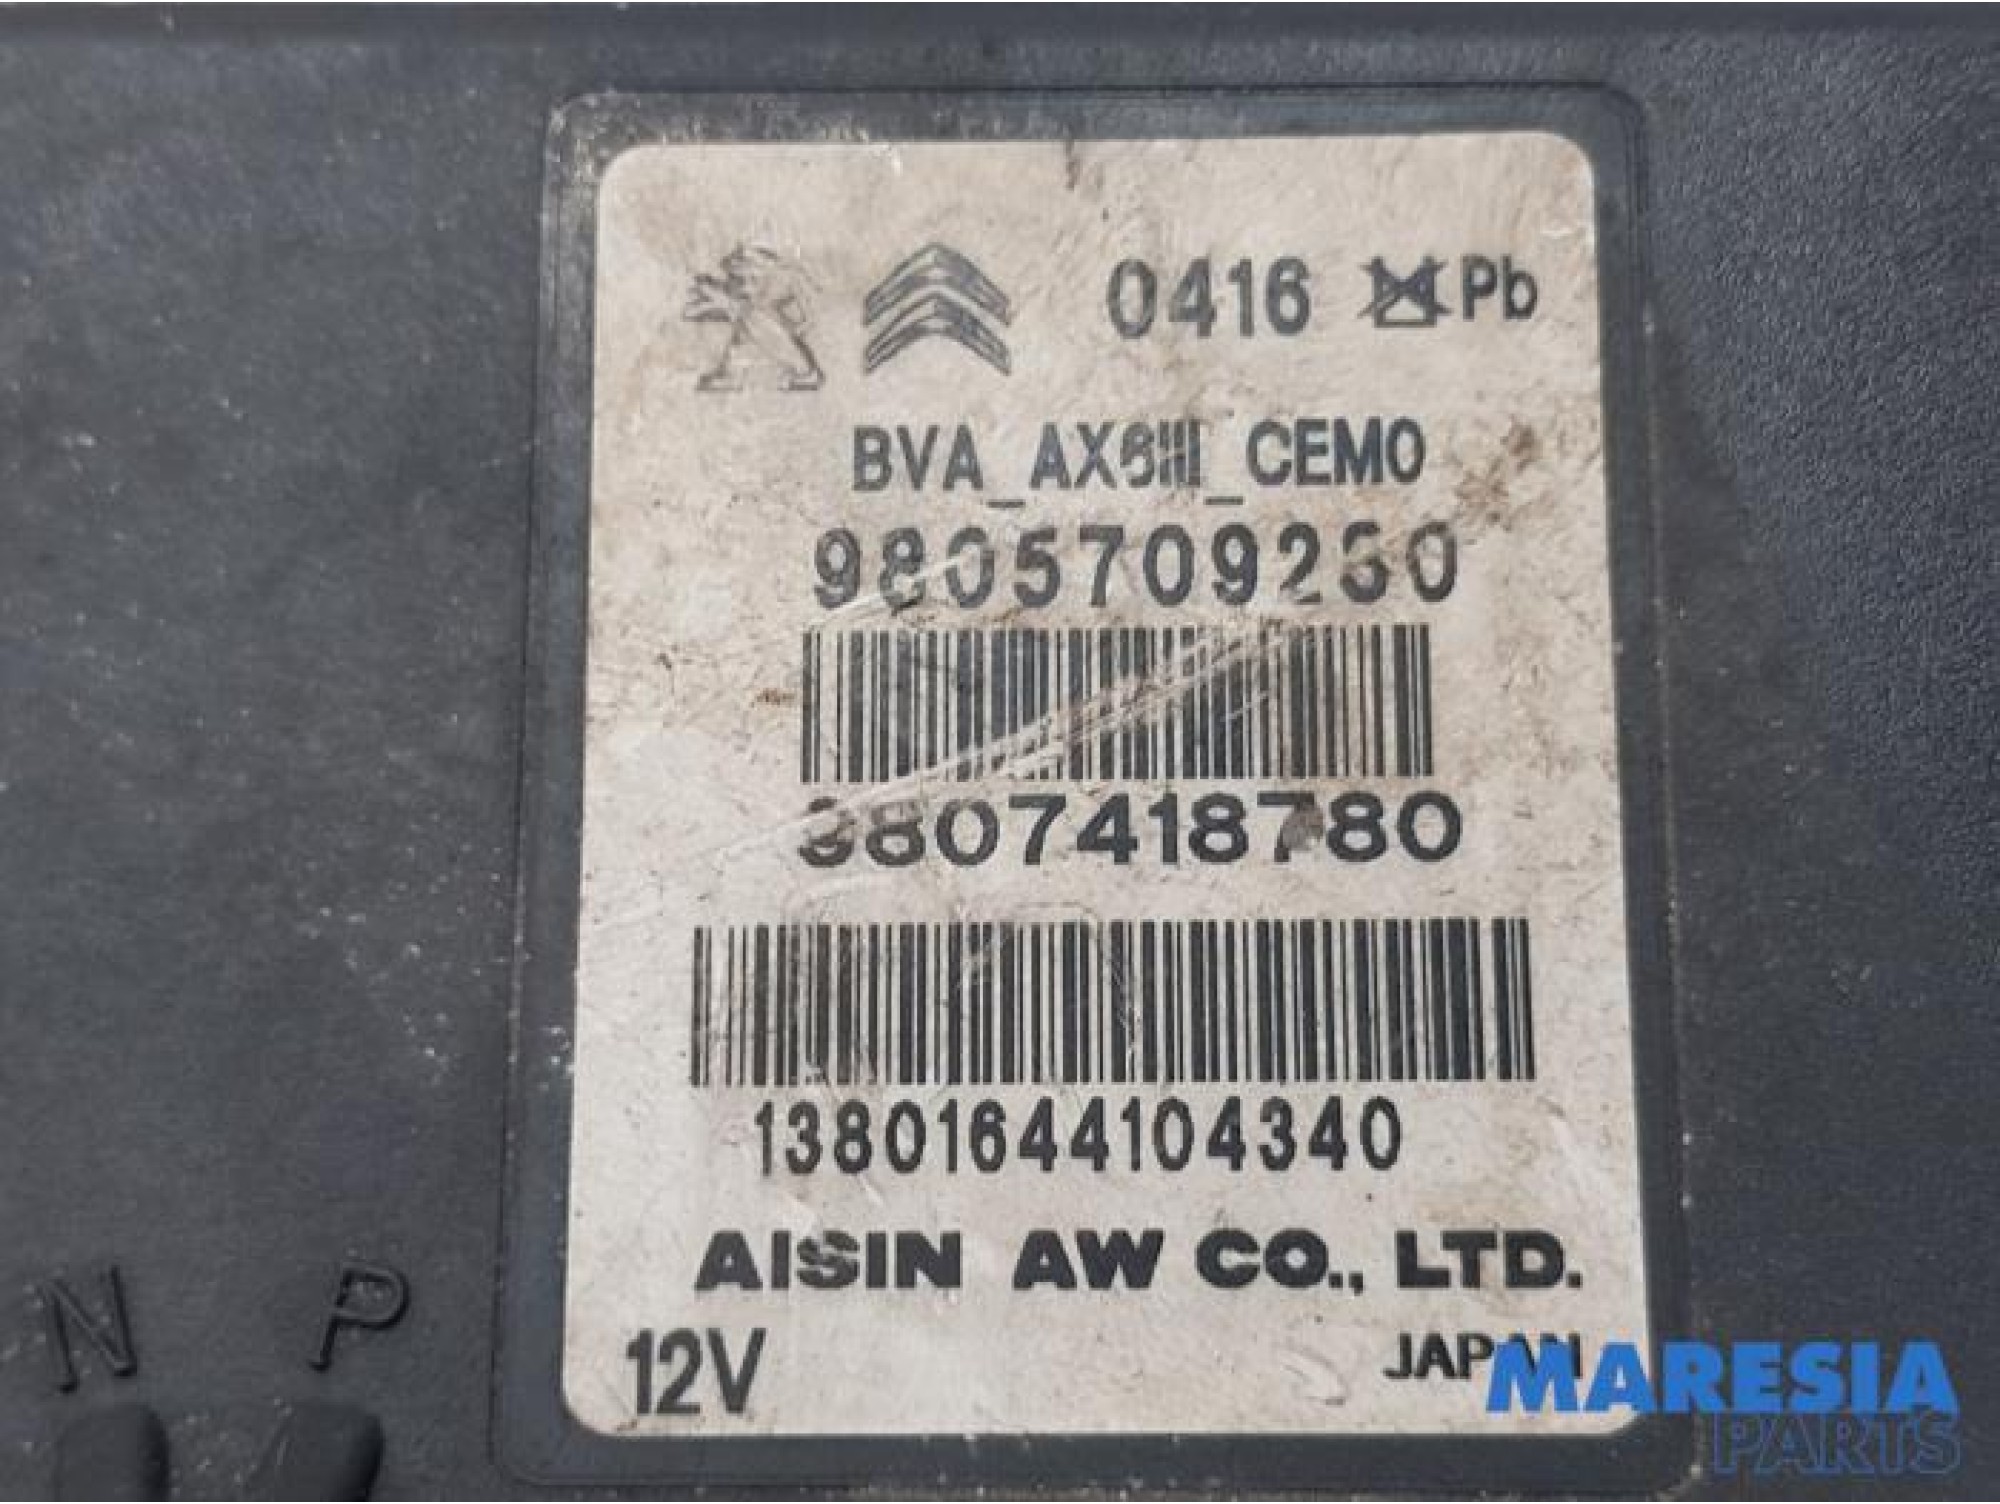 0416 Pb
BVA_AX6III_CEM0
9805709260
9807418780
13801644104340
AISIN AW CO., LTD.
12V JAPAN
N P
MARESIA
PARTS